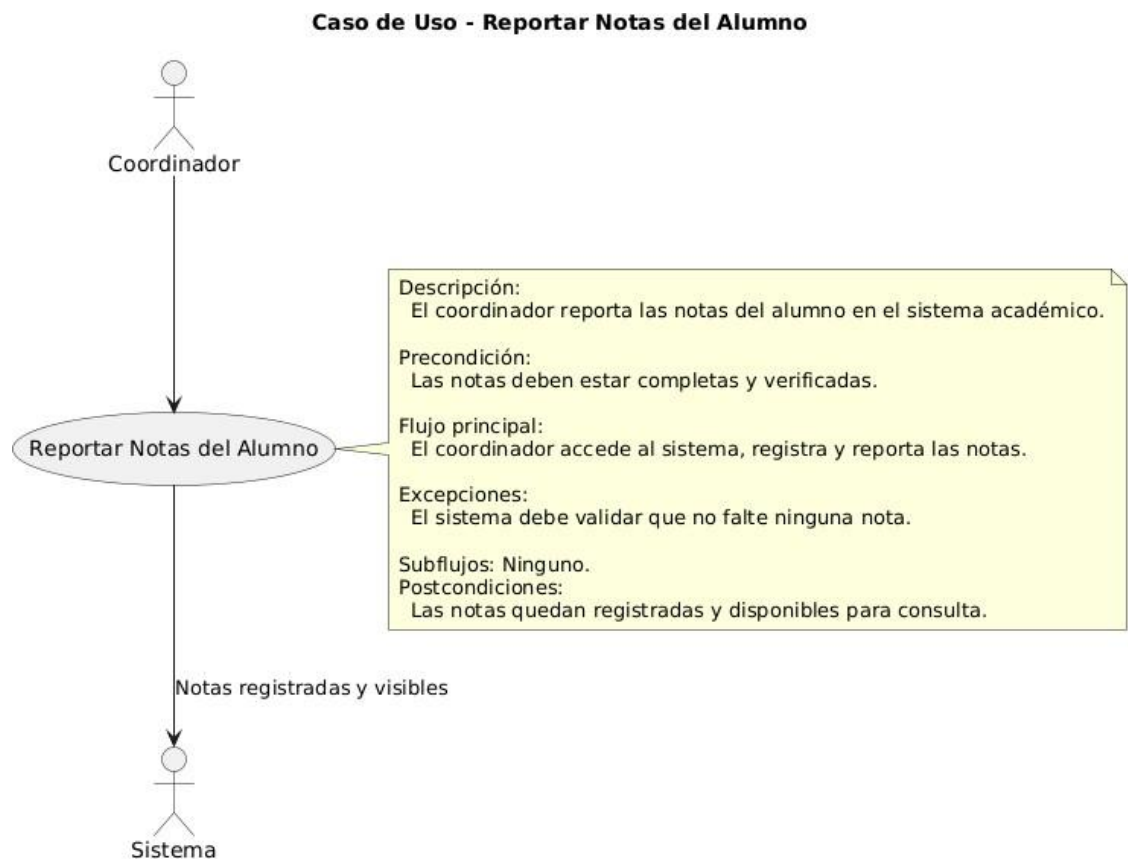 Caso de Uso - Reportar Notas del Alumno
Coordinador
Descripción:
El coordinador reporta las notas del alumno en el sistema académico.
Precondición:
Las notas deben estar completas y verificadas.
Flujo principal:
El coordinador accede al sistema, registra y reporta las notas.
Excepciones:
El sistema debe validar que no falte ninguna nota.
Subflujos: Ninguno.
Postcondiciones:
Las notas quedan registradas y disponibles para consulta.
Reportar Notas del Alumno
Notas registradas y visibles
Sistema